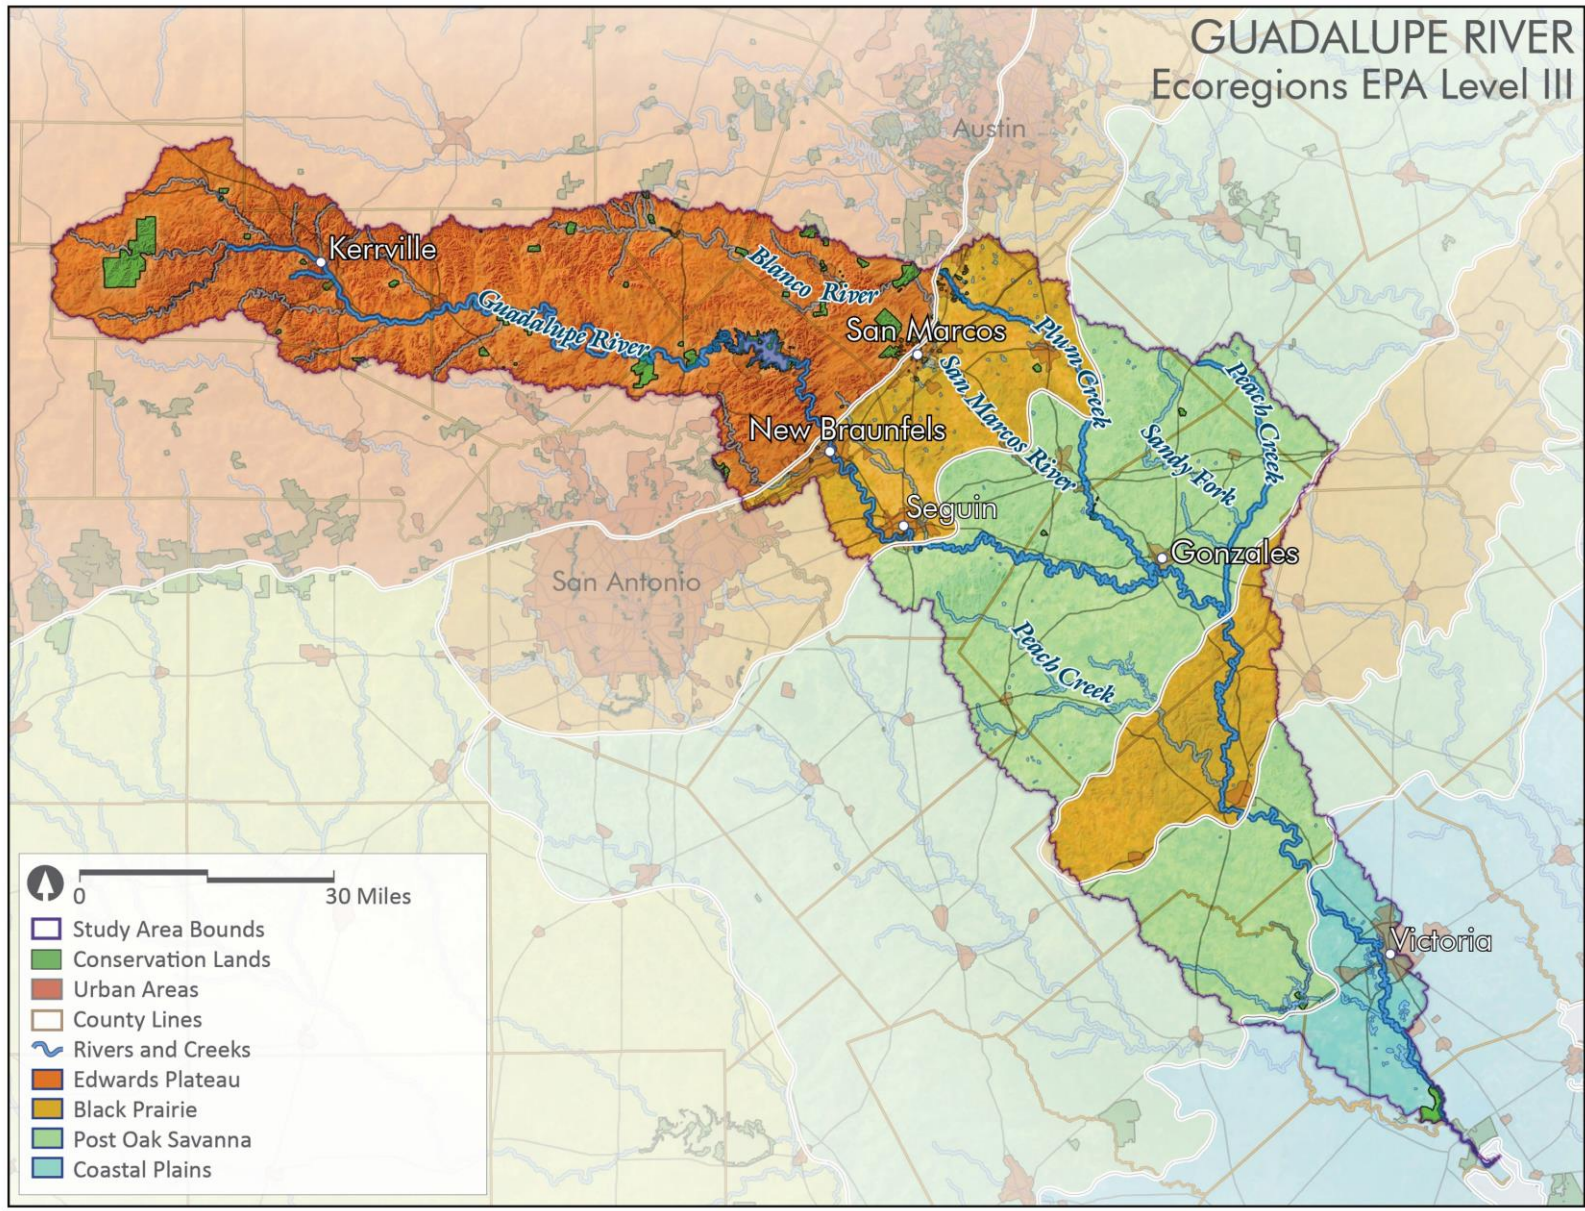 GUADALUPE RIVER
Ecoregions EPA Level III
Austin
Kerrville
Blanco River
Guadalupe River
San Marcos
Plum Creek
Peach Creek
San Marcos River
New Braunfels
Sandy Fork
Seguin
Gonzales
San Antonio
Peach Creek
Victoria
0 30 Miles
Study Area Bounds
Conservation Lands
Urban Areas
County Lines
Rivers and Creeks
Edwards Plateau
Black Prairie
Post Oak Savanna
Coastal Plains